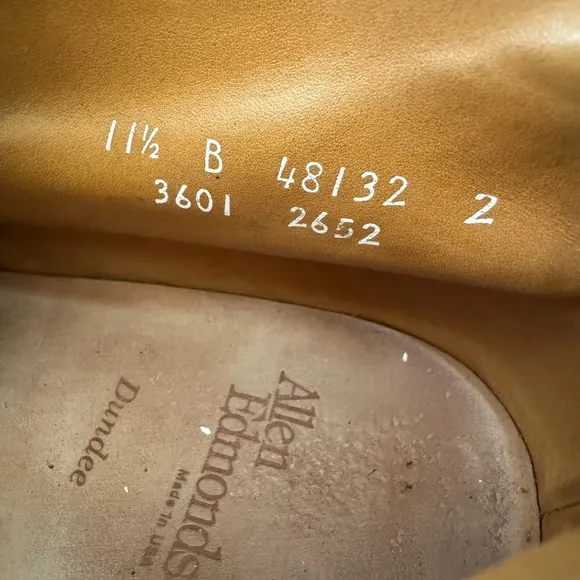 11½ B 48132 2
3601 2652
Allen
Edmonds
Made in USA
Dundee